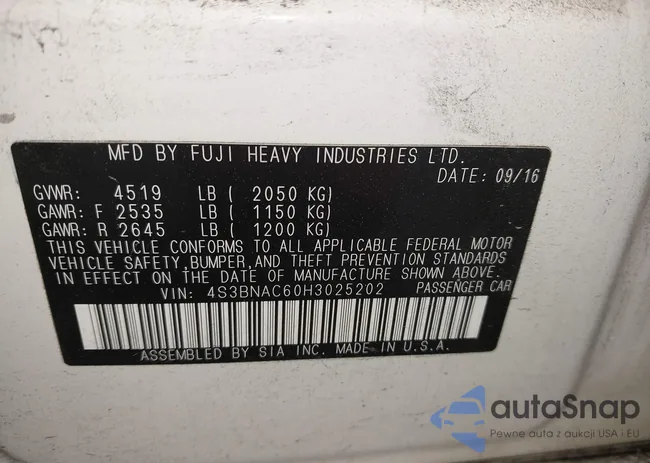 MFD BY FUJI HEAVY INDUSTRIES LTD.
DATE: 09/16
GVWR: 4519 LB ( 2050 KG)
GAWR: F 2535 LB ( 1150 KG)
GAWR: R 2645 LB ( 1200 KG)
THIS VEHICLE CONFORMS TO ALL APPLICABLE FEDERAL MOTOR
VEHICLE SAFETY,BUMPER,AND THEFT PREVENTION STANDARDS
IN EFFECT ON THE DATE OF MANUFACTURE SHOWN ABOVE.
VIN: 4S3BNAC60H3025202 PASSENGER CAR
ASSEMBLED BY SIA INC. MADE IN U.S.A.
autaSnap
Pewne auta z aukcji USA i EU